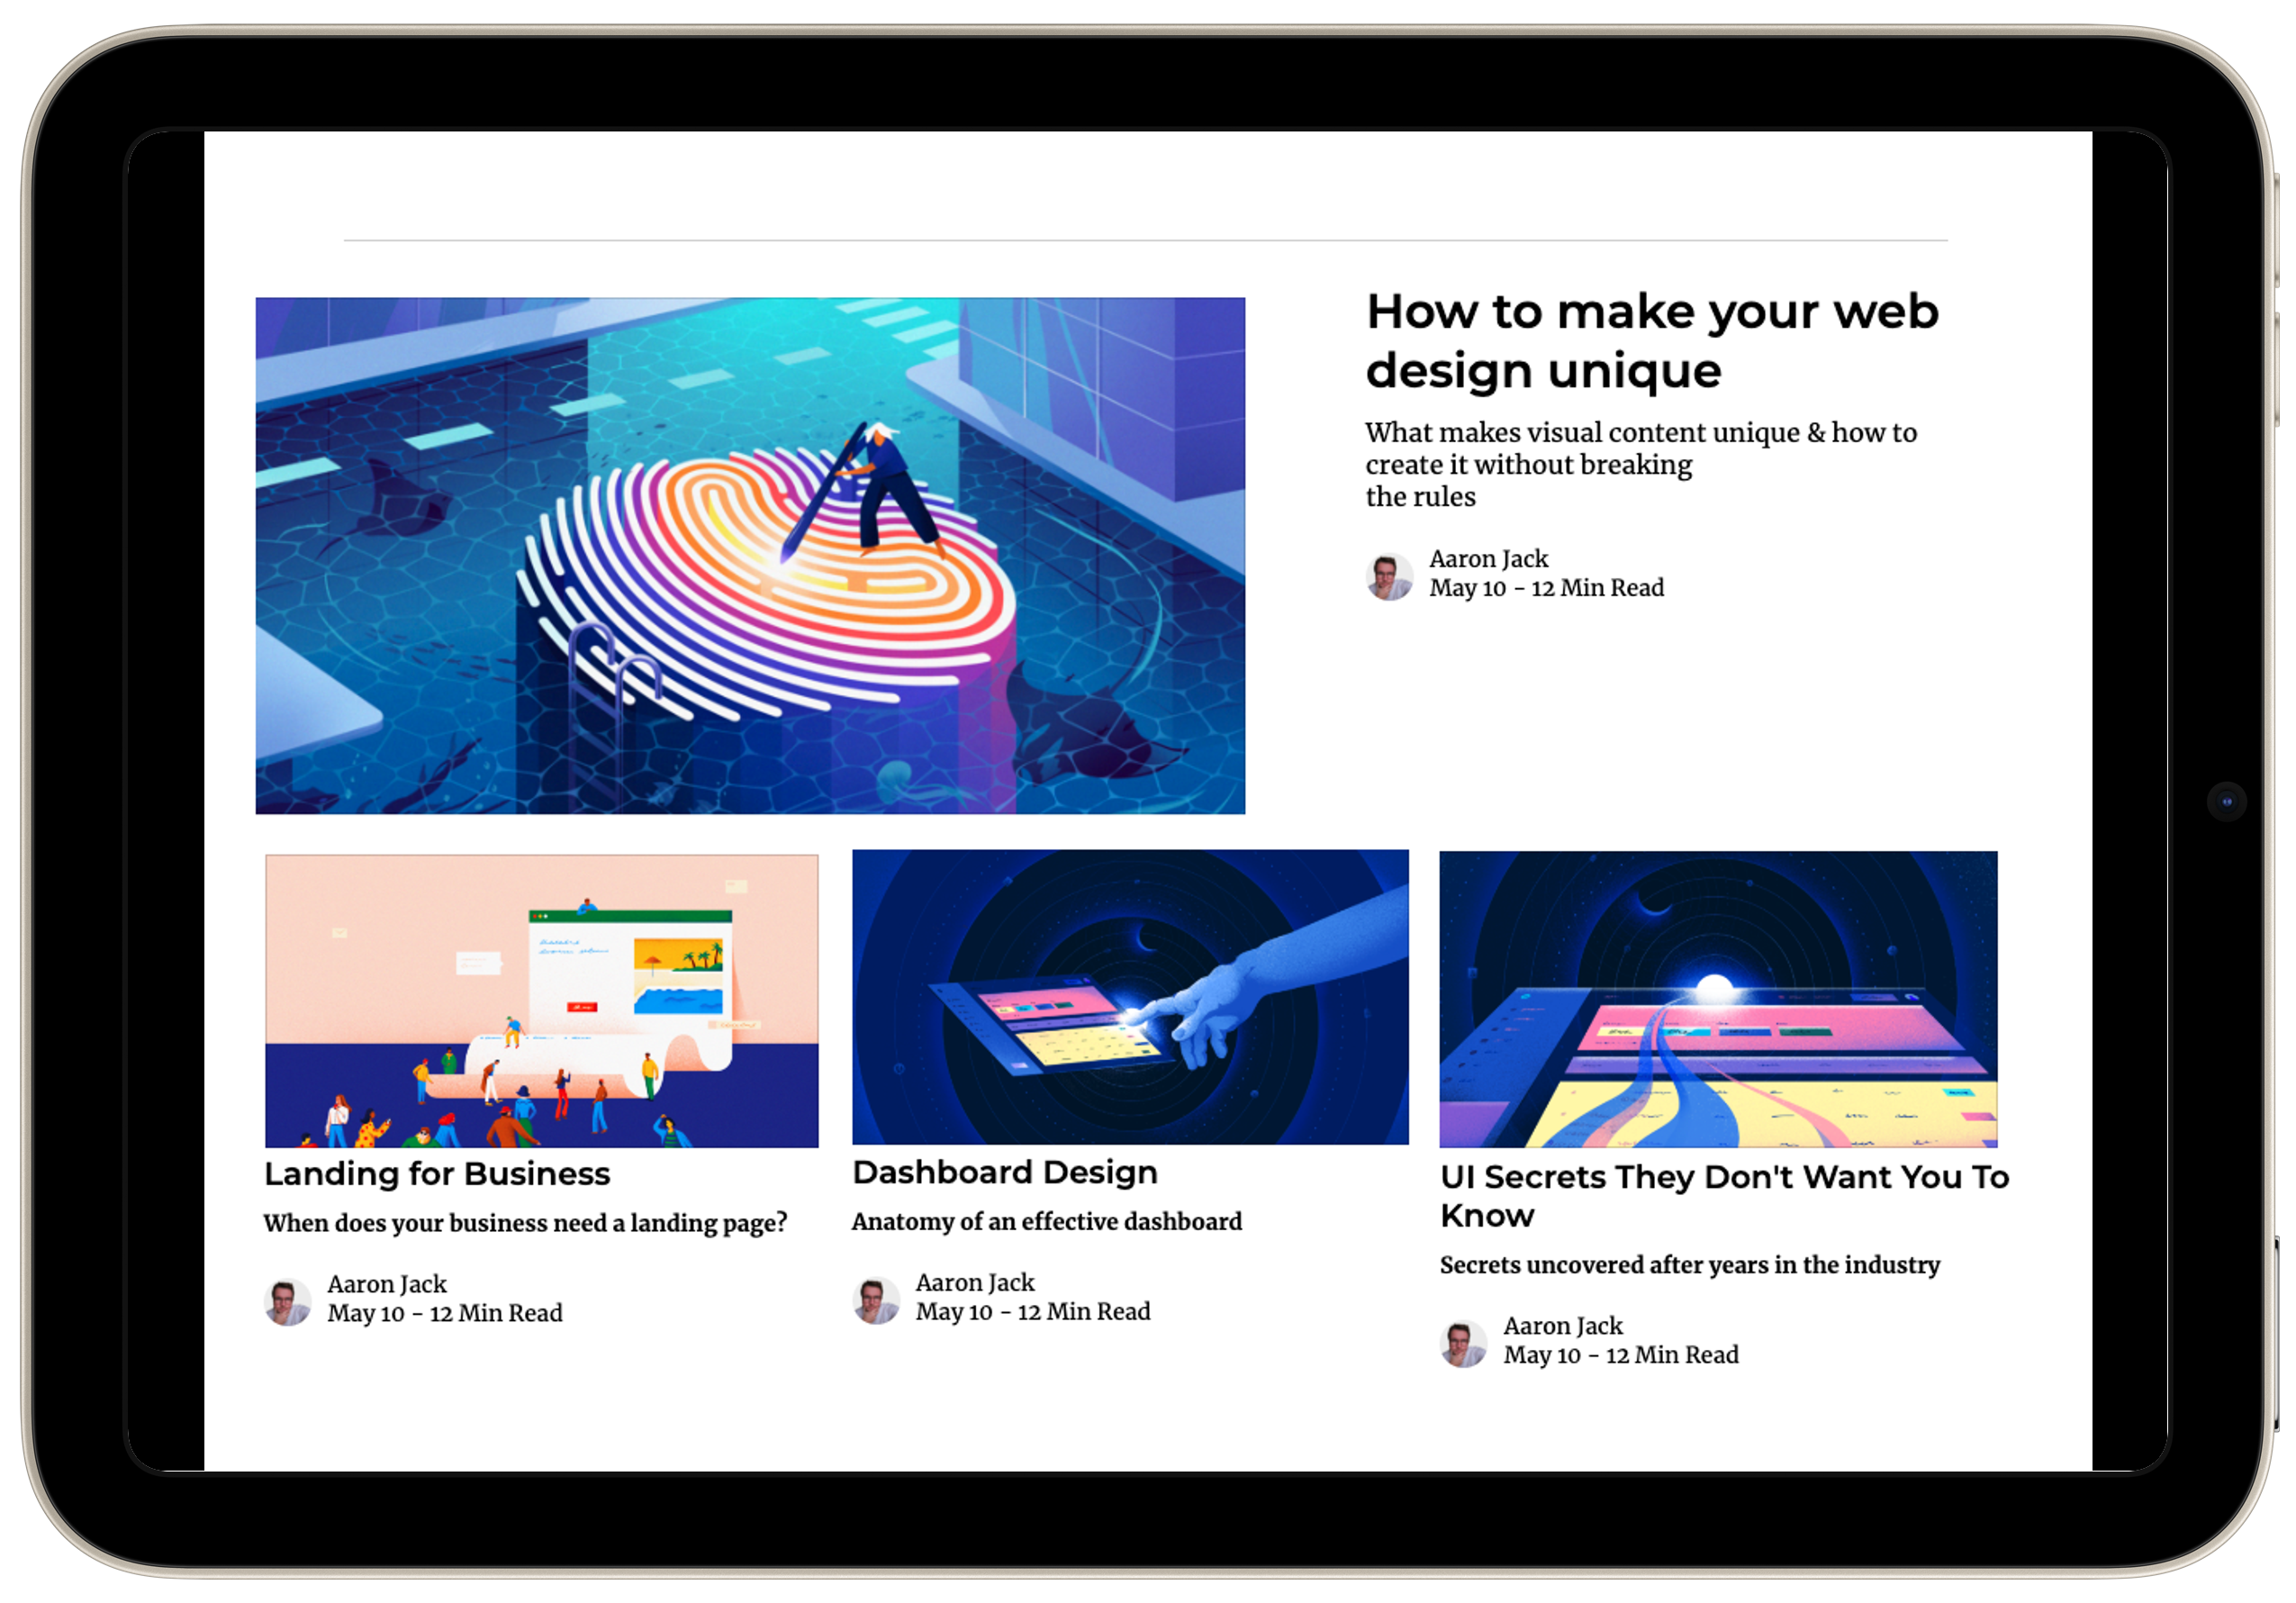 How to make your web
design unique
What makes visual content unique & how to
create it without breaking
the rules
Aaron Jack
May 10 - 12 Min Read
Landing for Business
When does your business need a landing page?
Aaron Jack
May 10 - 12 Min Read
Dashboard Design
Anatomy of an effective dashboard
Aaron Jack
May 10 - 12 Min Read
UI Secrets They Don't Want You To
Know
Secrets uncovered after years in the industry
Aaron Jack
May 10 - 12 Min Read